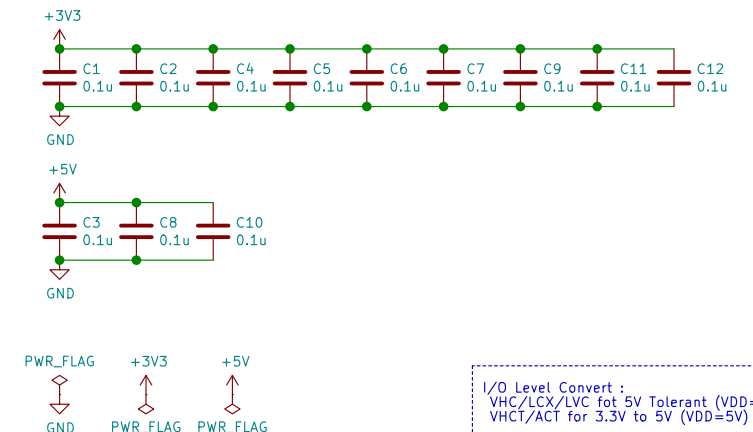 +3V3
C1 C2 C4 C5 C6 C7 C9 C11 C12
0.1u 0.1u 0.1u 0.1u 0.1u 0.1u 0.1u 0.1u 0.1u
GND
+5V
C3 C8 C10
0.1u 0.1u 0.1u
GND
PWR_FLAG +3V3 +5V
GND PWR_FLAG PWR_FLAG
I/O Level Convert :
VHC/LCX/LVC fot 5V Tolerant (VDD=
VHCT/ACT for 3.3V to 5V (VDD=5V)